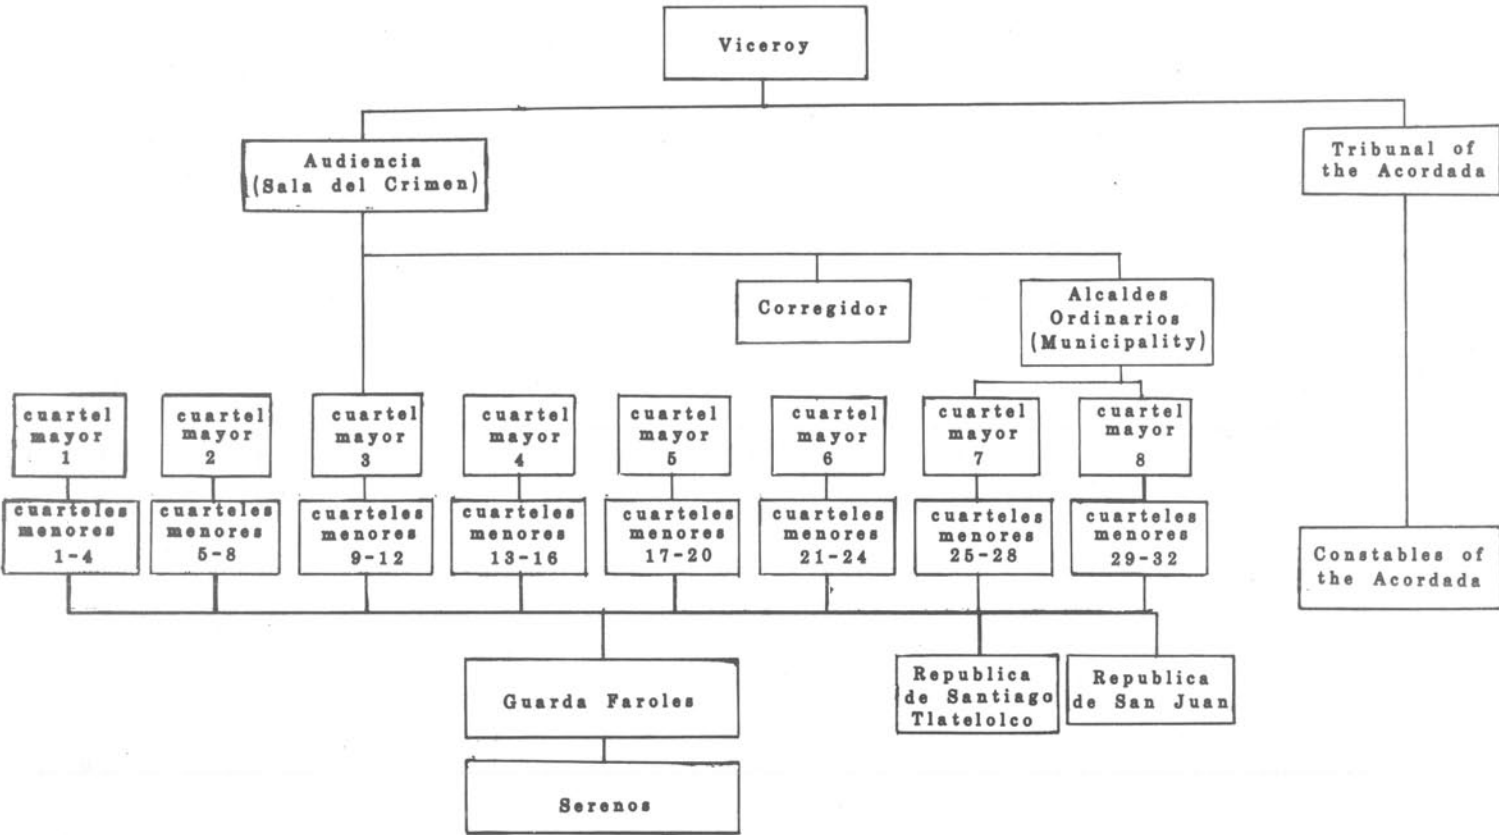 Viceroy
Audiencia
(Sala del Crimen)
Tribunal of
the Acordada
Corregidor
Alcaldes
Ordinarios
(Municipality)
cuartel
mayor
1
cuartel
mayor
2
cuartel
mayor
3
cuartel
mayor
4
cuartel
mayor
5
cuartel
mayor
6
cuartel
mayor
7
cuartel
mayor
8
cuarteles
menores
1-4
cuarteles
menores
5-8
cuarteles
menores
9-12
cuarteles
menores
13-16
cuarteles
menores
17-20
cuarteles
menores
21-24
cuarteles
menores
25-28
cuarteles
menores
29-32
Constables of
the Acordada
Guarda Faroles
Republica
de Santiago
Tlatelolco
Republica
de San Juan
Serenos